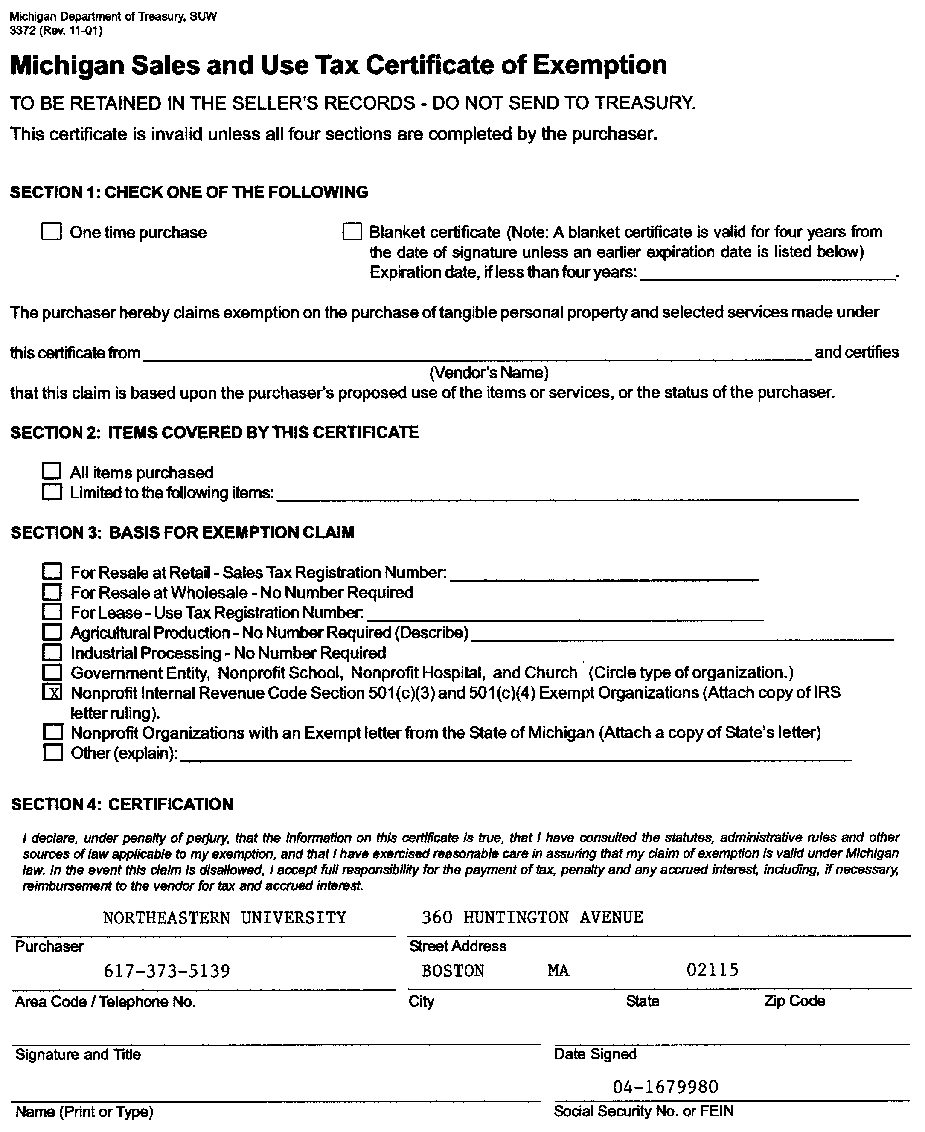 Michigan Department of Treasury, SUW
3372 (Rev. 11-01)
Michigan Sales and Use Tax Certificate of Exemption
TO BE RETAINED IN THE SELLER'S RECORDS - DO NOT SEND TO TREASURY.
This certificate is invalid unless all four sections are completed by the purchaser.
SECTION 1: CHECK ONE OF THE FOLLOWING
One time purchase
Blanket certificate (Note: A blanket certificate is valid for four years from
the date of signature unless an earlier expiration date is listed below)
Expiration date, if less than four years: .
The purchaser hereby claims exemption on the purchase of tangible personal property and selected services made under
this certificate from and certifies
(Vendor's Name)
that this claim is based upon the purchaser's proposed use of the items or services, or the status of the purchaser.
SECTION 2: ITEMS COVERED BY THIS CERTIFICATE
All items purchased
Limited to the following items:
SECTION 3: BASIS FOR EXEMPTION CLAIM
For Resale at Retail - Sales Tax Registration Number:
For Resale at Wholesale - No Number Required
For Lease - Use Tax Registration Number:
Agricultural Production - No Number Required (Describe)
Industrial Processing - No Number Required
Government Entity, Nonprofit School, Nonprofit Hospital, and Church (Circle type of organization.)
X Nonprofit Internal Revenue Code Section 501(c)(3) and 501(c)(4) Exempt Organizations (Attach copy of IRS
letter ruling).
Nonprofit Organizations with an Exempt letter from the State of Michigan (Attach a copy of State's letter)
Other (explain):
SECTION 4: CERTIFICATION
I declare, under penalty of perjury, that the information on this certificate is true, that I have consulted the statutes, administrative rules and other
sources of law applicable to my exemption, and that I have exercised reasonable care in assuring that my claim of exemption is valid under Michigan
law. In the event this claim is disallowed, I accept full responsibility for the payment of tax, penalty and any accrued interest, including, if necessary,
reimbursement to the vendor for tax and accrued interest.
NORTHEASTERN UNIVERSITY 360 HUNTINGTON AVENUE
Purchaser Street Address
617-373-5139 BOSTON MA 02115
Area Code / Telephone No. City State Zip Code
Signature and Title Date Signed
04-1679980
Name (Print or Type) Social Security No. or FEIN